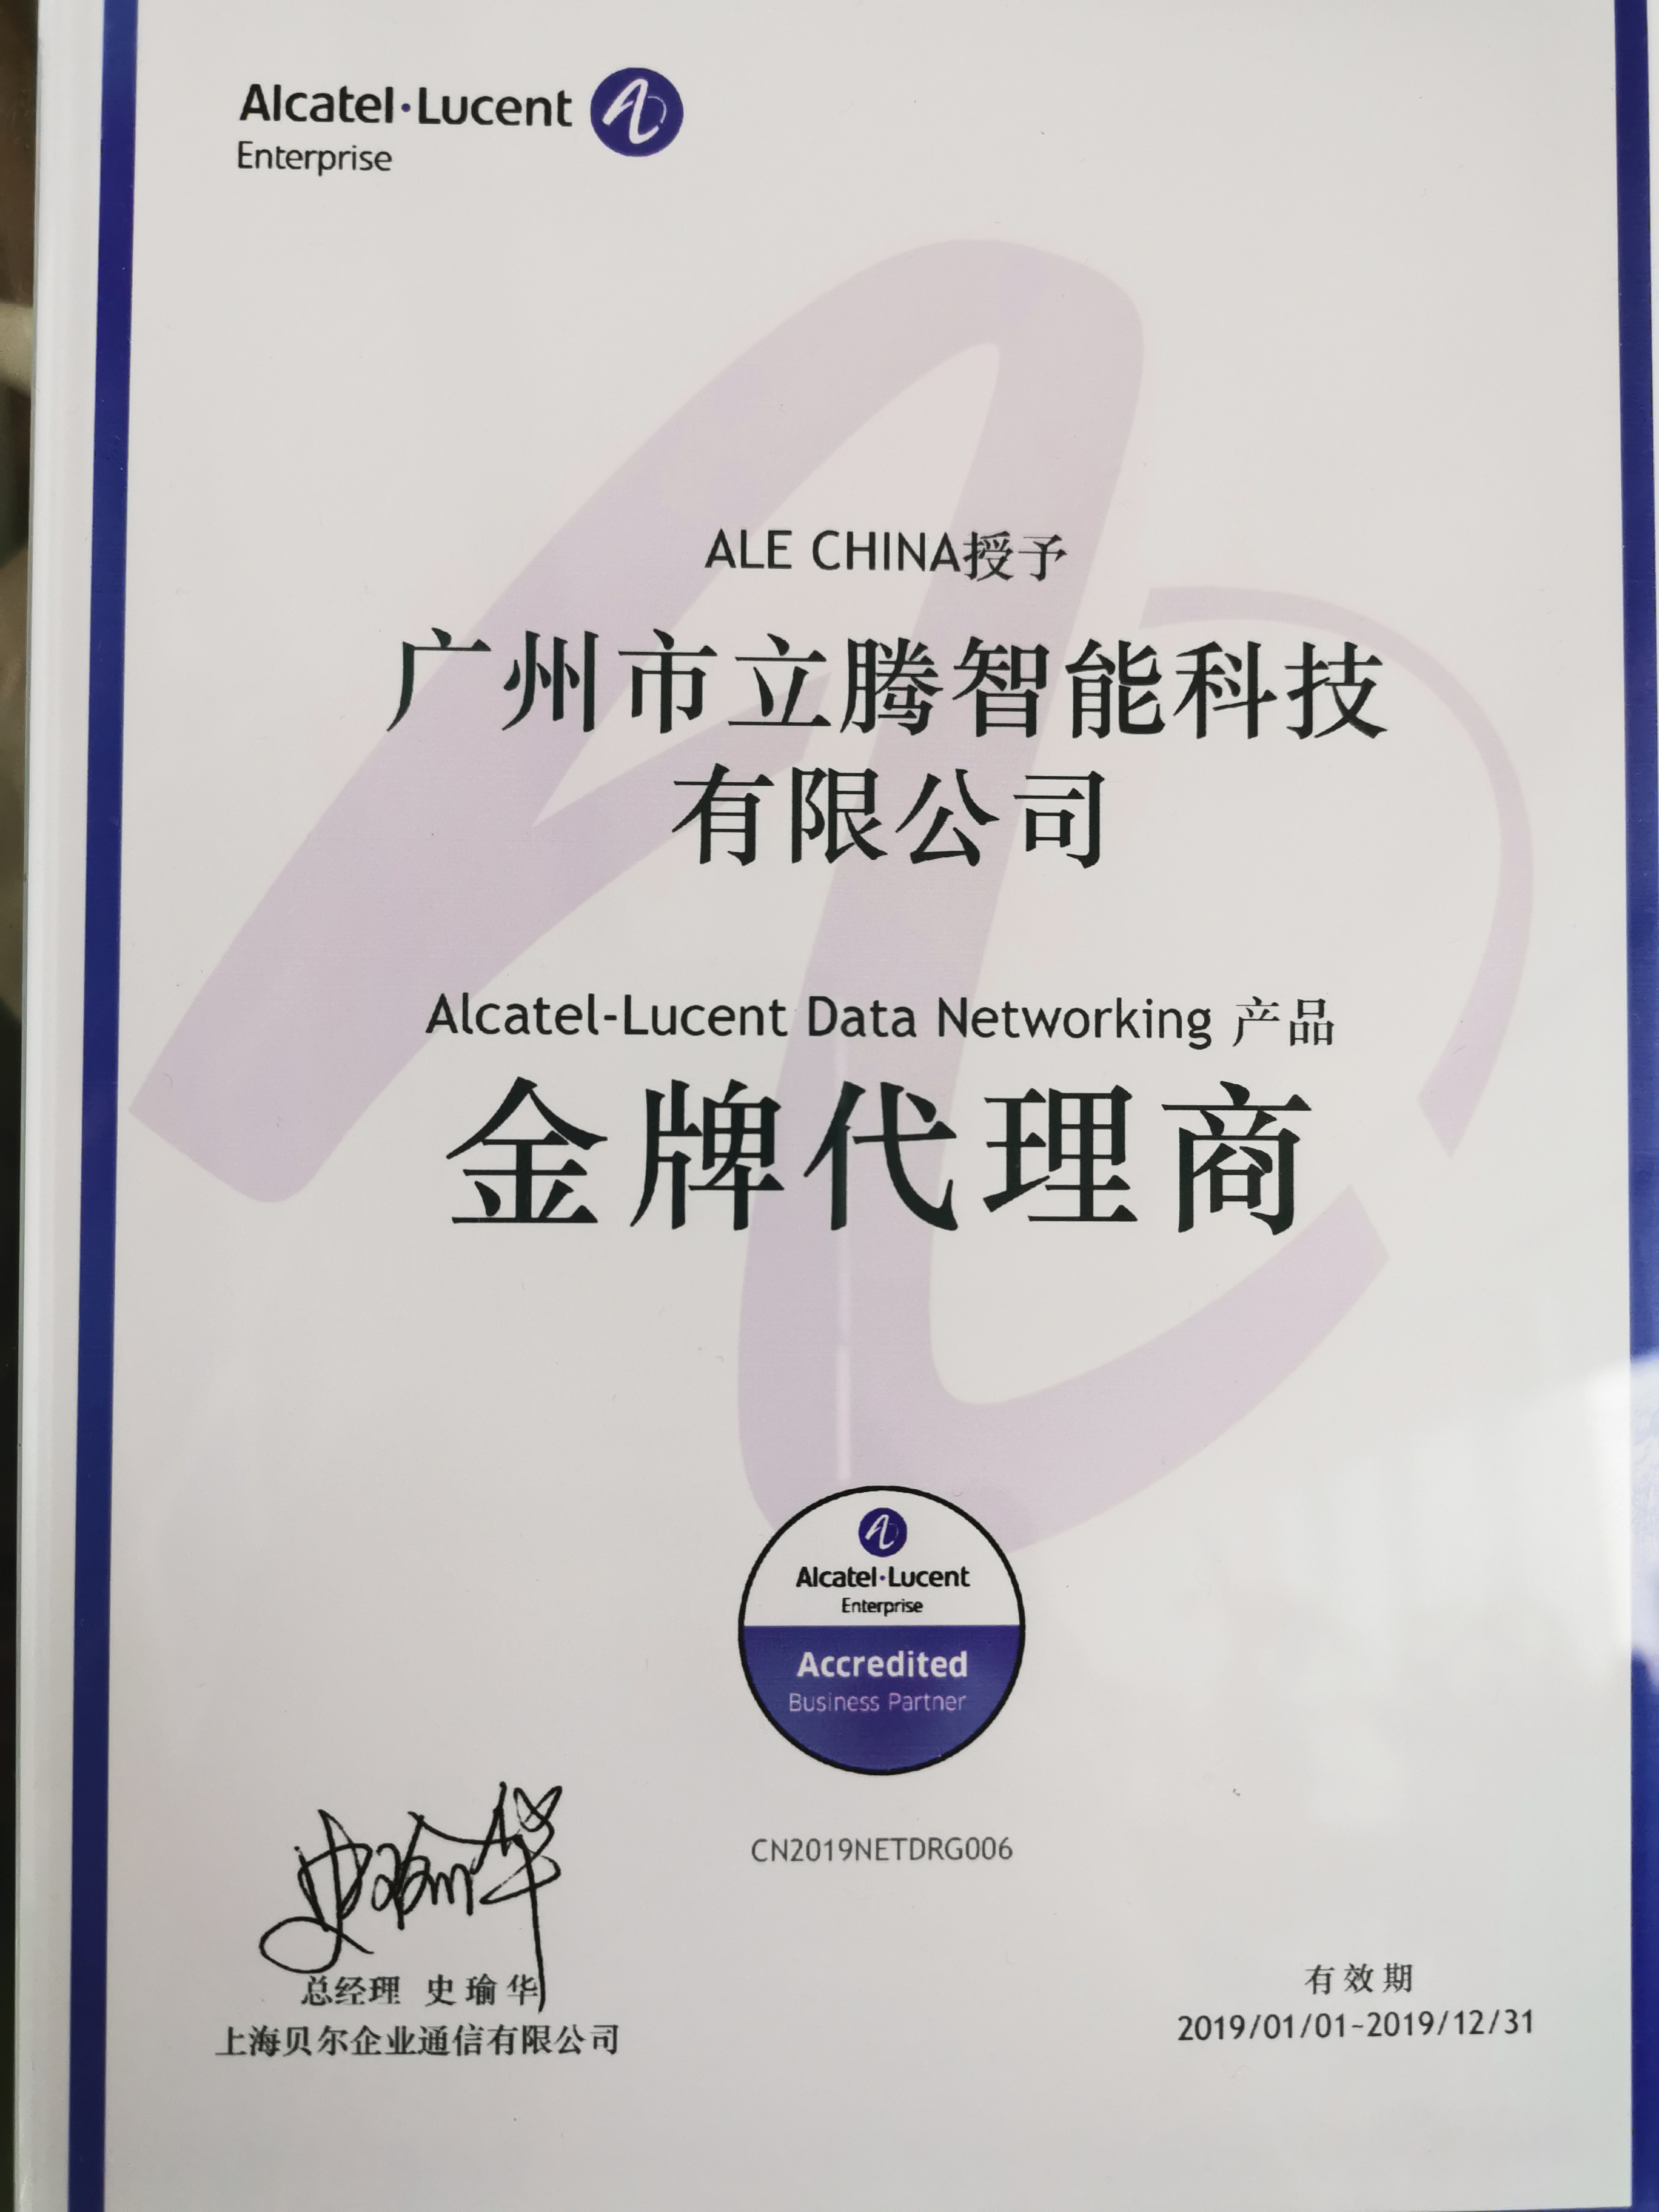 Alcatel·Lucent
Enterprise
ALE CHINA授予
广州市立腾智能科技
有限公司
Alcatel-Lucent Data Networking 产品
金牌代理商
Alcatel·Lucent
Enterprise
Accredited
Business Partner
CN2019NETDRG006
史瑜华
总经理 史瑜华
上海贝尔企业通信有限公司
有效期
2019/01/01~2019/12/31